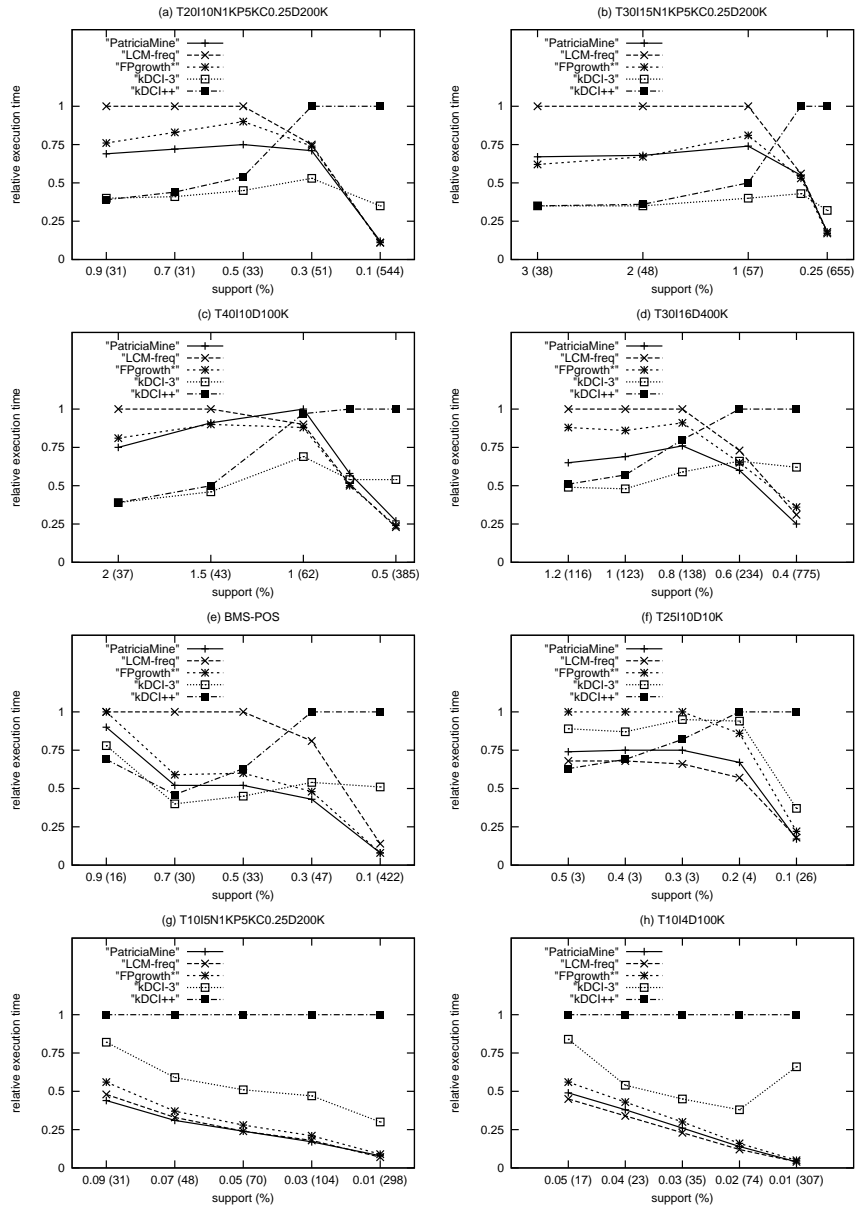 (a) T20I10N1KP5KC0.25D200K
"PatriciaMine"
"LCM-freq"
"FPgrowth*"
"kDCI-3"
"kDCI++"
1
0.75
0.5
0.25
0
relative execution time
0.9 (31) 0.7 (31) 0.5 (33) 0.3 (51) 0.1 (544)
support (%)
(b) T30I15N1KP5KC0.25D200K
"PatriciaMine"
"LCM-freq"
"FPgrowth*"
"kDCI-3"
"kDCI++"
1
0.75
0.5
0.25
0
relative execution time
3 (38) 2 (48) 1 (57) 0.25 (655)
support (%)
(c) T40I10D100K
"PatriciaMine"
"LCM-freq"
"FPgrowth*"
"kDCI-3"
"kDCI++"
1
0.75
0.5
0.25
0
relative execution time
2 (37) 1.5 (43) 1 (62) 0.5 (385)
support (%)
(d) T30I16D400K
"PatriciaMine"
"LCM-freq"
"FPgrowth*"
"kDCI-3"
"kDCI++"
1
0.75
0.5
0.25
0
relative execution time
1.2 (116) 1 (123) 0.8 (138) 0.6 (234) 0.4 (775)
support (%)
(e) BMS-POS
"PatriciaMine"
"LCM-freq"
"FPgrowth*"
"kDCI-3"
"kDCI++"
1
0.75
0.5
0.25
0
relative execution time
0.9 (16) 0.7 (30) 0.5 (33) 0.3 (47) 0.1 (422)
support (%)
(f) T25I10D10K
"PatriciaMine"
"LCM-freq"
"FPgrowth*"
"kDCI-3"
"kDCI++"
1
0.75
0.5
0.25
0
relative execution time
0.5 (3) 0.4 (3) 0.3 (3) 0.2 (4) 0.1 (26)
support (%)
(g) T10I5N1KP5KC0.25D200K
"PatriciaMine"
"LCM-freq"
"FPgrowth*"
"kDCI-3"
"kDCI++"
1
0.75
0.5
0.25
0
relative execution time
0.09 (31) 0.07 (48) 0.05 (70) 0.03 (104) 0.01 (298)
support (%)
(h) T10I4D100K
"PatriciaMine"
"LCM-freq"
"FPgrowth*"
"kDCI-3"
"kDCI++"
1
0.75
0.5
0.25
0
relative execution time
0.05 (17) 0.04 (23) 0.03 (35) 0.02 (74) 0.01 (307)
support (%)